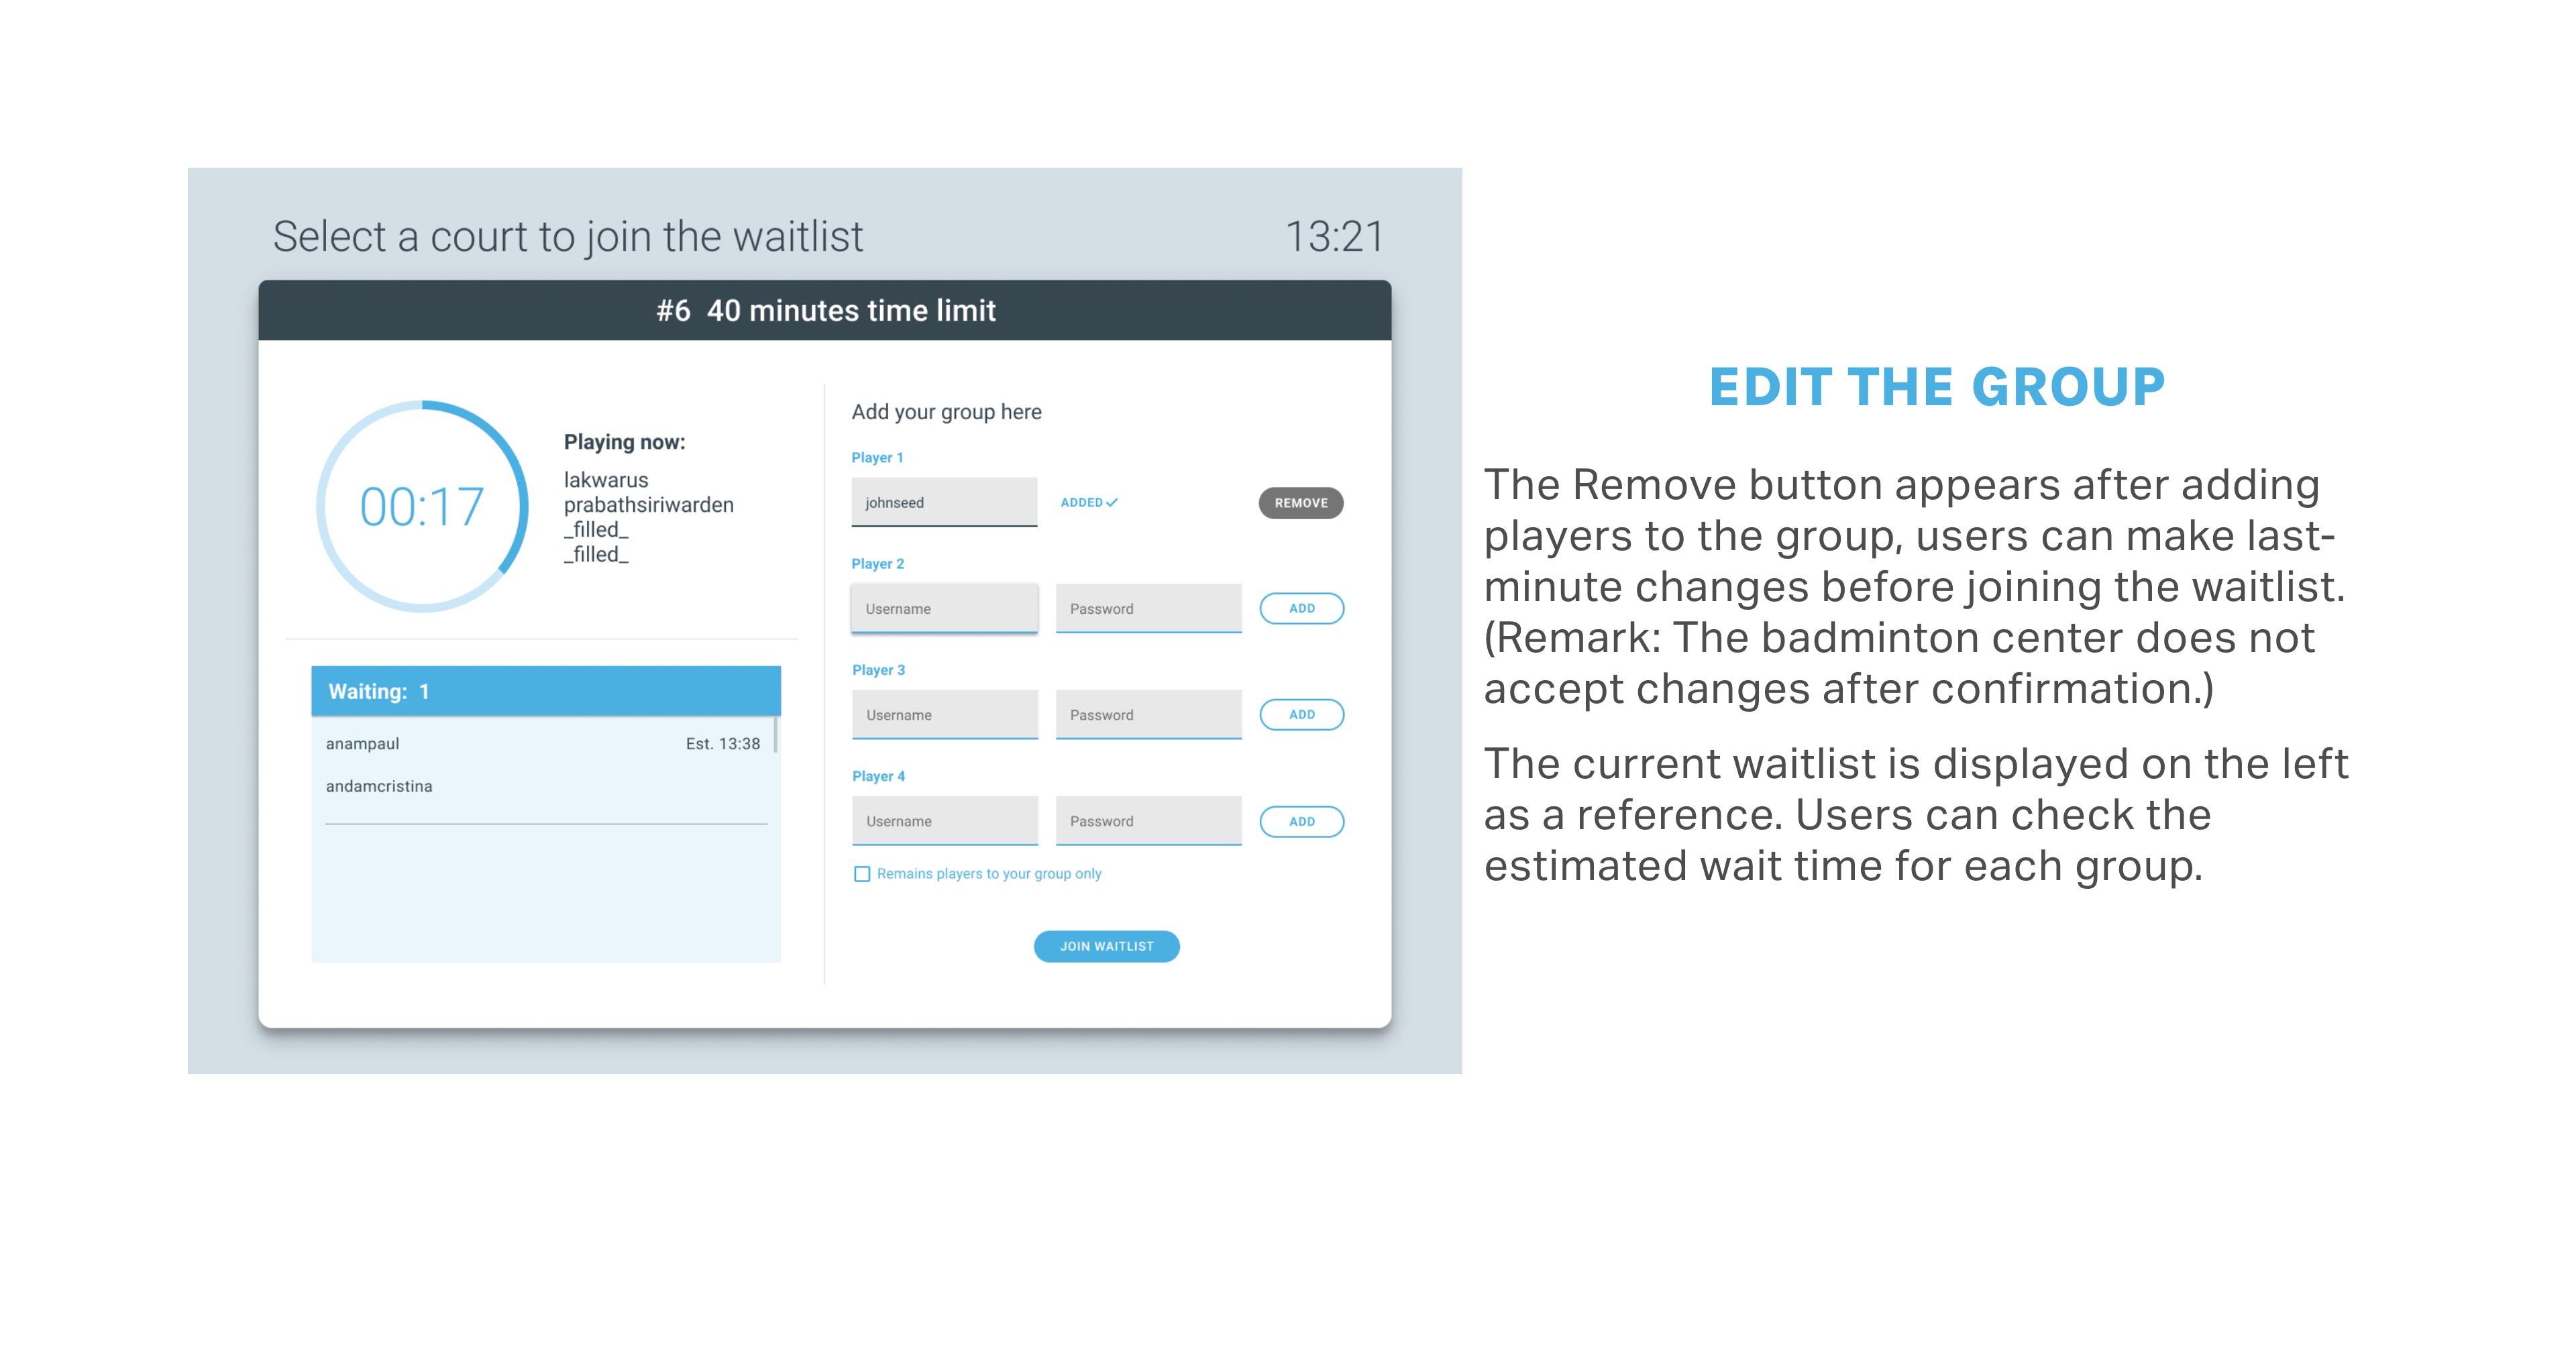 Select a court to join the waitlist
13:21
#6 40 minutes time limit
00:17
Playing now:
lakwarus
prabathsiriwarden
_filled_
_filled_
Waiting: 1
anampaul
Est. 13:38
andamcristina
Add your group here
Player 1
johnseed
ADDED
REMOVE
Player 2
Username
Password
ADD
Player 3
Username
Password
ADD
Player 4
Username
Password
ADD
Remains players to your group only
JOIN WAITLIST
EDIT THE GROUP
The Remove button appears after adding
players to the group, users can make last-
minute changes before joining the waitlist.
(Remark: The badminton center does not
accept changes after confirmation.)
The current waitlist is displayed on the left
as a reference. Users can check the
estimated wait time for each group.